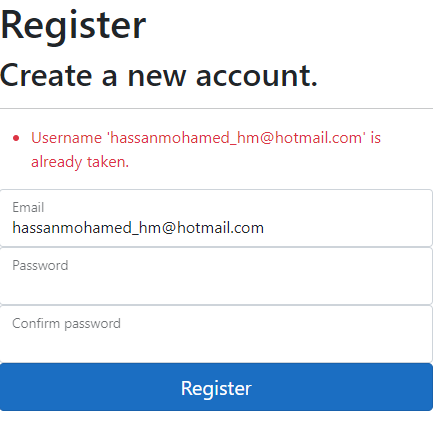 Register
Create a new account.
Username 'hassanmohamed_hm@hotmail.com' is
already taken.
Email
hassanmohamed_hm@hotmail.com
Password
Confirm password
Register